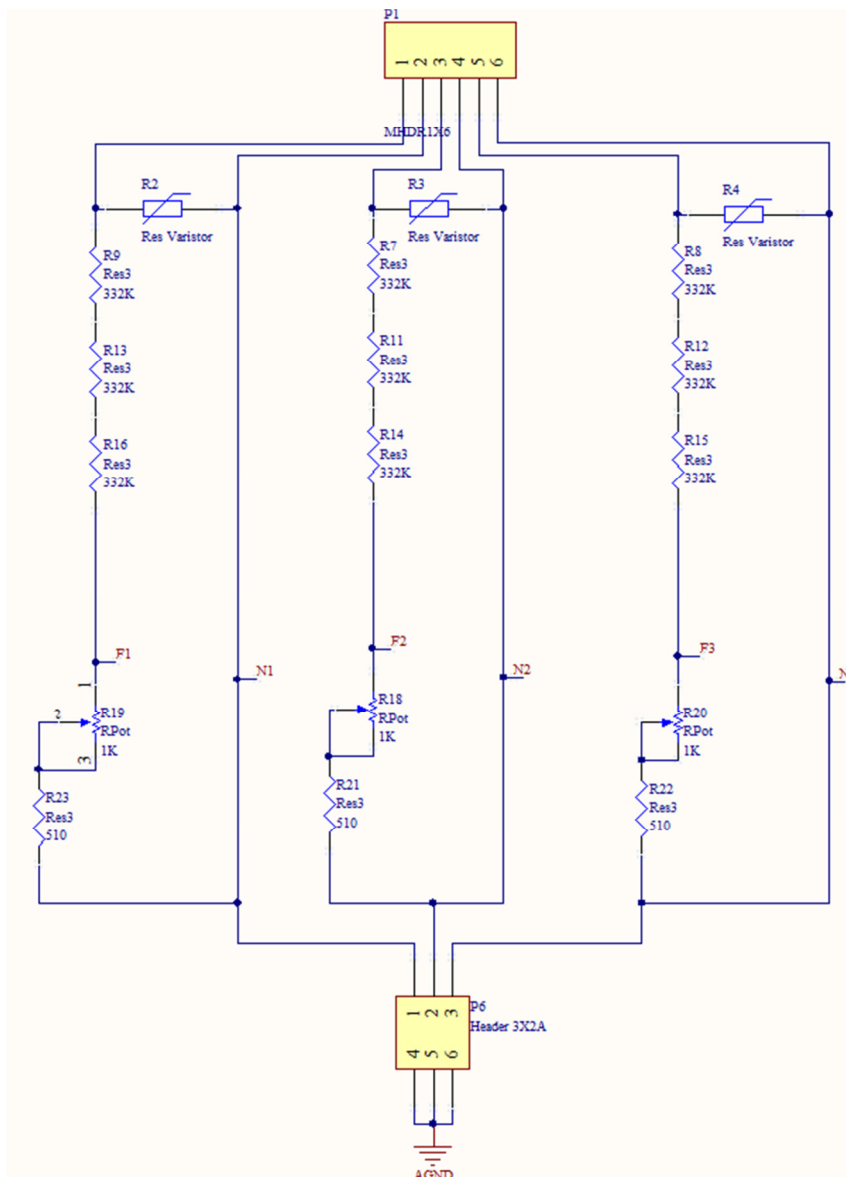 P1
1 2 3 4 5 6
MHDR1X6
R2
Res Varistor
R3
Res Varistor
R4
Res Varistor
R9
Res3
332K
R7
Res3
332K
R8
Res3
332K
R13
Res3
332K
R11
Res3
332K
R12
Res3
332K
R16
Res3
332K
R14
Res3
332K
R15
Res3
332K
F1
F2
F3
N1
N2
N
1
2
3
R19
RPot
1K
R18
RPot
1K
R20
RPot
1K
R23
Res3
510
R21
Res3
510
R22
Res3
510
P6
Header 3X2A
1 2 3
4 5 6
AGND